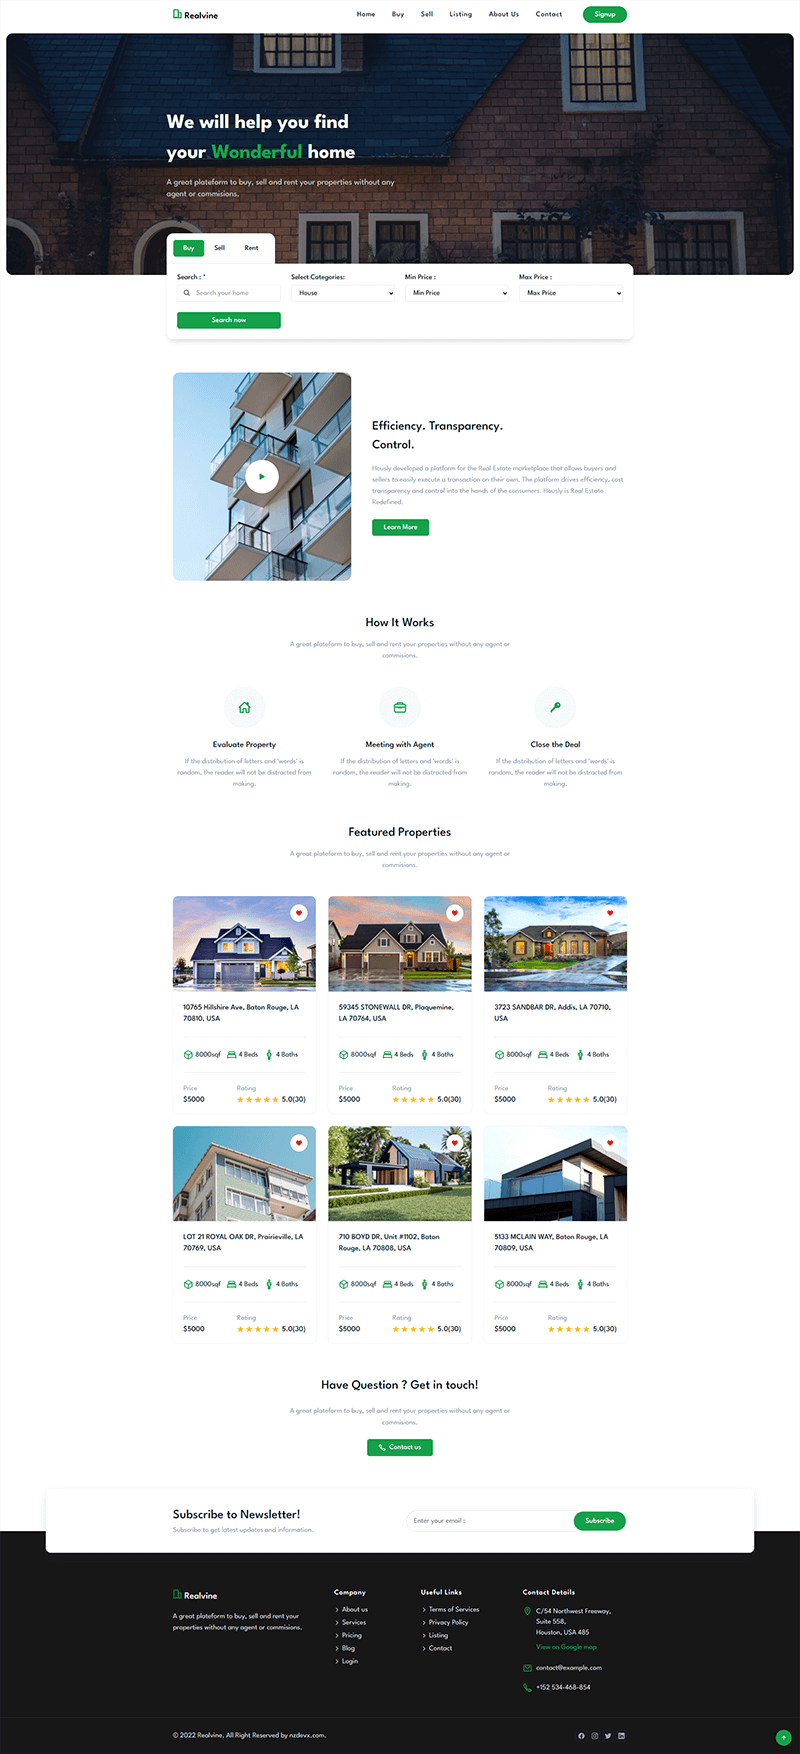 Realvine
Home Buy Sell Listing About Us Contact Signup
We will help you find
your Wonderful home
A great plateform to buy, sell and rent your properties without any
agent or commisions.
Buy Sell Rent
Search : * Select Categories: Min Price : Max Price :
Search your home House Min Price Max Price
Search now
Efficiency. Transparency.
Control.
Hously developed a platform for the Real Estate marketplace that allows buyers and
sellers to easily execute a transaction on their own. The platform drives efficiency, cost
transparency and control into the hands of the consumers. Hously is Real Estate
Redefined.
Learn More
How It Works
A great plateform to buy, sell and rent your properties without any agent or
commisions.
Evaluate Property
If the distribution of letters and 'words' is
random, the reader will not be distracted from
making.
Meeting with Agent
If the distribution of letters and 'words' is
random, the reader will not be distracted from
making.
Close the Deal
If the distribution of letters and 'words' is
random, the reader will not be distracted from
making.
Featured Properties
A great plateform to buy, sell and rent your properties without any agent or
commisions.
10765 Hillshire Ave, Baton Rouge, LA
70810, USA
8000sqf 4 Beds 4 Baths
Price Rating
$5000 5.0(30)
59345 STONEWALL DR, Plaquemine,
LA 70764, USA
8000sqf 4 Beds 4 Baths
Price Rating
$5000 5.0(30)
3723 SANDBAR DR, Addis, LA 70710,
USA
8000sqf 4 Beds 4 Baths
Price Rating
$5000 5.0(30)
LOT 21 ROYAL OAK DR, Prairieville, LA
70769, USA
8000sqf 4 Beds 4 Baths
Price Rating
$5000 5.0(30)
710 BOYD DR, Unit #1102, Baton
Rouge, LA 70808, USA
8000sqf 4 Beds 4 Baths
Price Rating
$5000 5.0(30)
5133 MCLAIN WAY, Baton Rouge, LA
70809, USA
8000sqf 4 Beds 4 Baths
Price Rating
$5000 5.0(30)
Have Question ? Get in touch!
A great plateform to buy, sell and rent your properties without any agent or
commisions.
Contact us
Subscribe to Newsletter!
Subscribe to get latest updates and information.
Enter your email : Subscribe
Realvine
A great plateform to buy, sell and rent your
properties without any agent or commisions.
Company
About us
Services
Pricing
Blog
Login
Useful Links
Terms of Services
Privacy Policy
Listing
Contact
Contact Details
C/54 Northwest Freeway,
Suite 558,
Houston, USA 485
View on Google map
contact@example.com
+152 534-468-854
© 2022 Realvine. All Right Reserved by nzdevx.com.